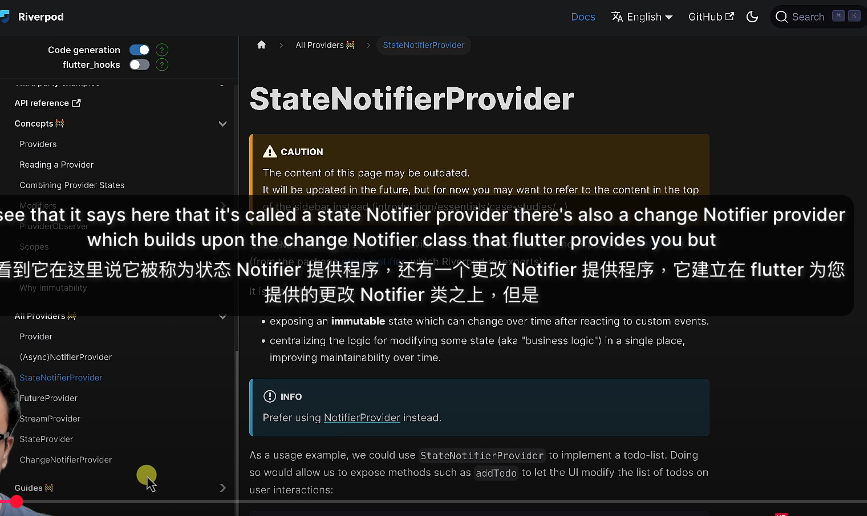 Riverpod
Docs
English
GitHub
Search
Code generation
flutter_hooks
API reference
Concepts
Providers
Reading a Provider
Combining Provider States
Modifiers
ProviderObserver
Scopes
Why Immutability
All Providers
Provider
(Async)NotifierProvider
StateNotifierProvider
FutureProvider
StreamProvider
StateProvider
ChangeNotifierProvider
Guides
All Providers
StateNotifierProvider
StateNotifierProvider
CAUTION
The content of this page may be outdated.
It will be updated in the future, but for now you may want to refer to the content in the top
of the sidebar instead (introduction/essentials/case-studies/...)
see that it says here that it's called a state Notifier provider there's also a change Notifier provider
which builds upon the change Notifier class that flutter provides you but
看到它在这里说它被称为状态 Notifier 提供程序，还有一个更改 Notifier 提供程序，它建立在 flutter 为您
提供的更改 Notifier 类之上，但是
exposing an immutable state which can change over time after reacting to custom events.
centralizing the logic for modifying some state (aka "business logic") in a single place,
improving maintainability over time.
INFO
Prefer using NotifierProvider instead.
As a usage example, we could use StateNotifierProvider to implement a todo-list. Doing
so would allow us to expose methods such as addTodo to let the UI modify the list of todos on
user interactions: